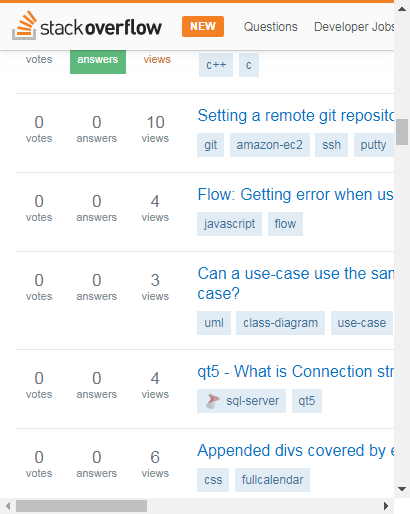 stackoverflow NEW Questions Developer Jobs
votes answers views
c++ c
0 0 10 Setting a remote git
votes answers views git amazon-ec2 ssh putty
0 0 4 Flow: Getting error when
votes answers views javascript flow
0 0 3 Can a use-case use the
case?
votes answers views
uml class-diagram use-case
0 0 4 qt5 - What is Connection
votes answers views sql-server qt5
0 0 6 Appended divs covered by
votes answers views css fullcalendar